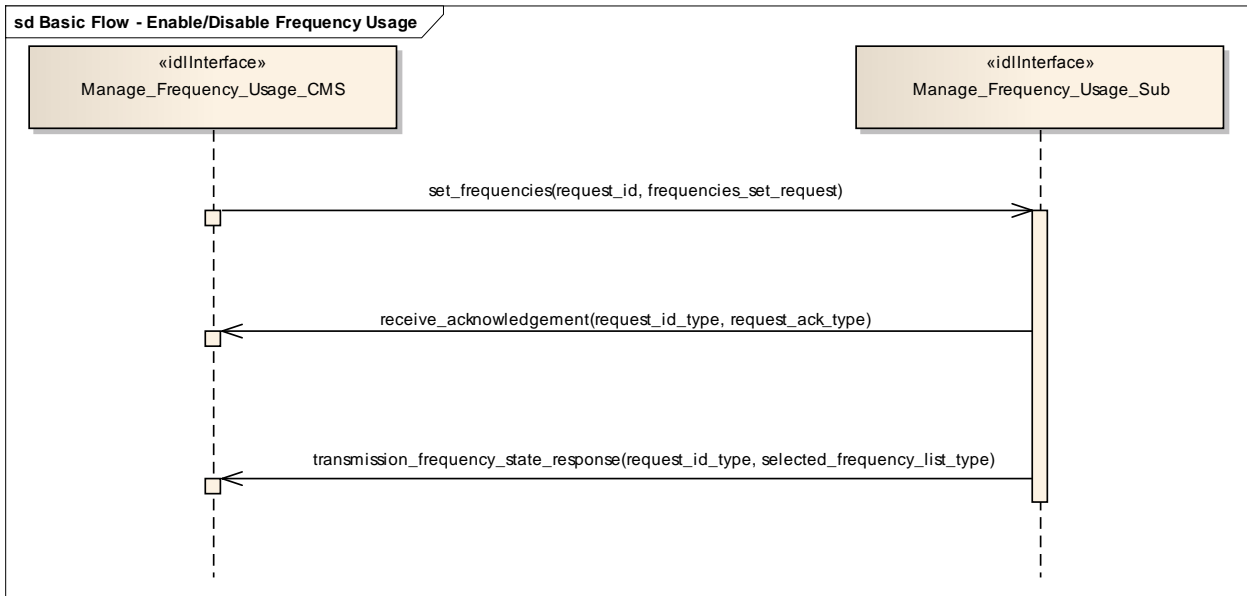 sd Basic Flow - Enable/Disable Frequency Usage
«idlInterface»
Manage_Frequency_Usage_CMS
«idlInterface»
Manage_Frequency_Usage_Sub
set_frequencies(request_id, frequencies_set_request)
receive_acknowledgement(request_id_type, request_ack_type)
transmission_frequency_state_response(request_id_type, selected_frequency_list_type)